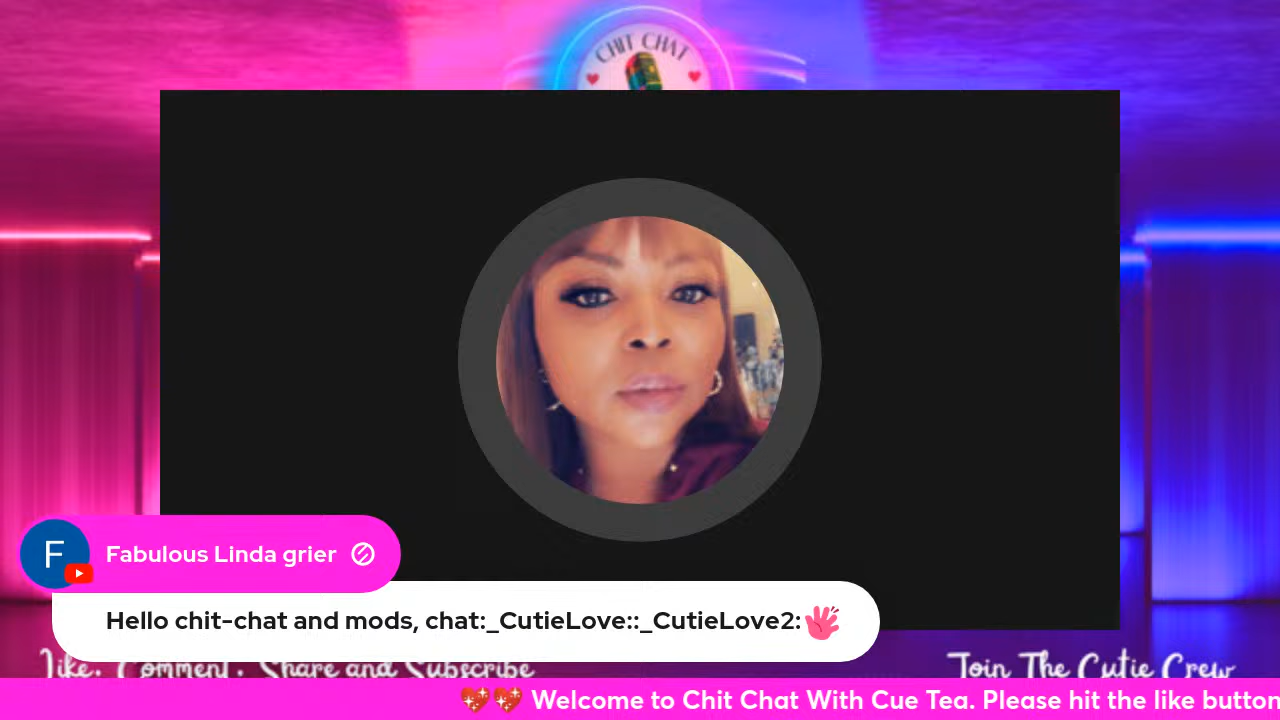 CHIT CHAT
F
Fabulous Linda grier
Hello chit-chat and mods, chat:_CutieLove::_CutieLove2:
Like. Comment. Share and Subscribe
Join The Cutie Crew
Welcome to Chit Chat With Cue Tea. Please hit the like button